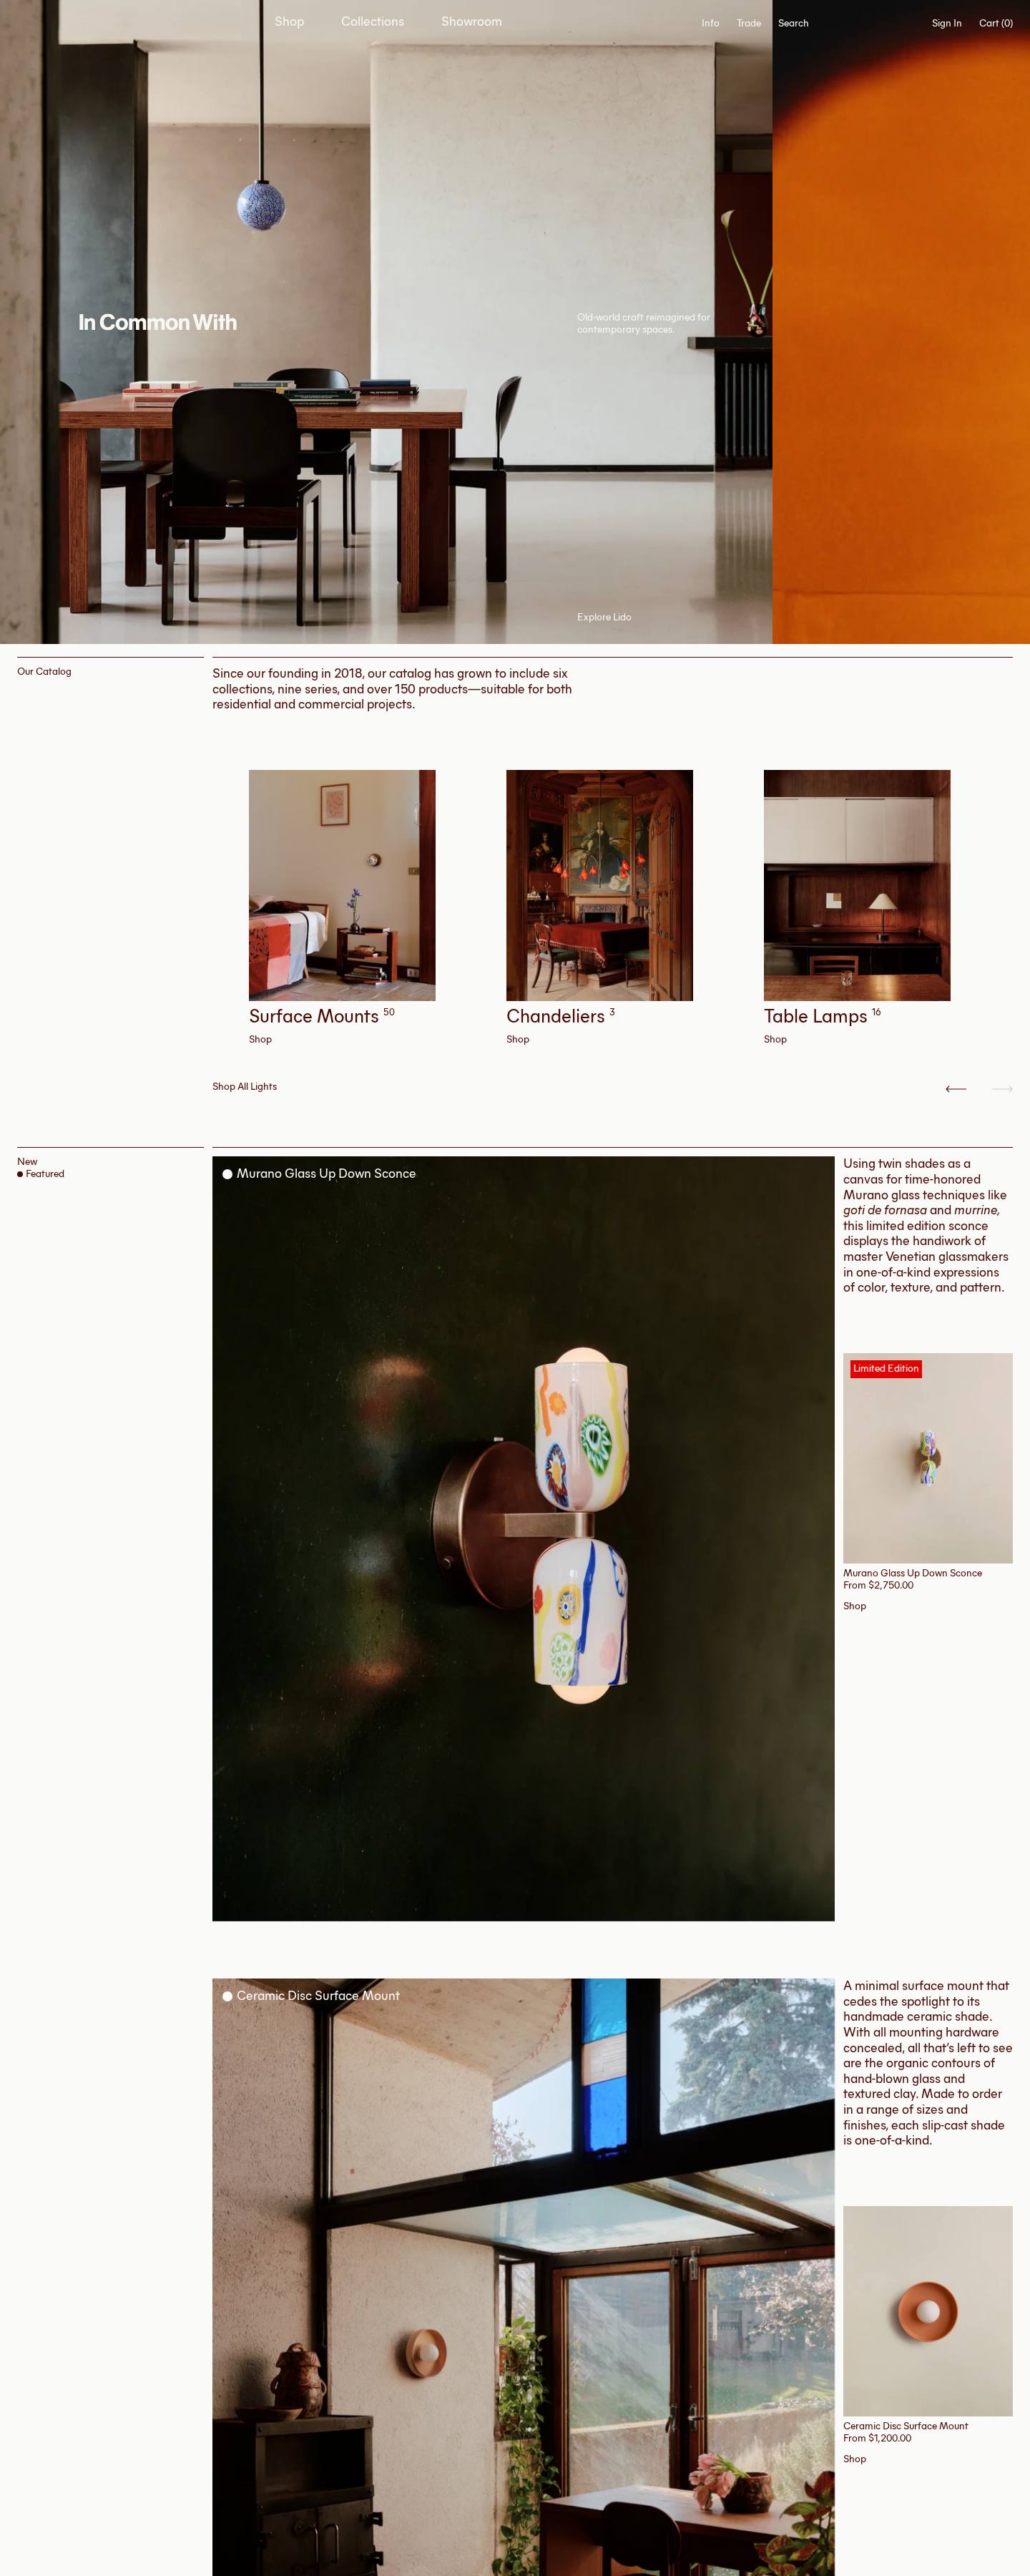 Shop
Collections
Showroom
Info
Trade
Search
Sign In
Cart (0)
In Common With
Old-world craft reimagined for
contemporary spaces.
Explore Lido
Our Catalog
Since our founding in 2018, our catalog has grown to include six
collections, nine series, and over 150 products—suitable for both
residential and commercial projects.
Surface Mounts 50
Shop
Chandeliers 3
Shop
Table Lamps 16
Shop
Shop All Lights
New
Featured
Murano Glass Up Down Sconce
Using twin shades as a
canvas for time-honored
Murano glass techniques like
goti de fornasa and murrine,
this limited edition sconce
displays the handiwork of
master Venetian glassmakers
in one-of-a-kind expressions
of color, texture, and pattern.
Limited Edition
Murano Glass Up Down Sconce
From $2,750.00
Shop
Ceramic Disc Surface Mount
A minimal surface mount that
cedes the spotlight to its
handmade ceramic shade.
With all mounting hardware
concealed, all that's left to see
are the organic contours of
hand-blown glass and
textured clay. Made to order
in a range of sizes and
finishes, each slip-cast shade
is one-of-a-kind.
Ceramic Disc Surface Mount
From $1,200.00
Shop